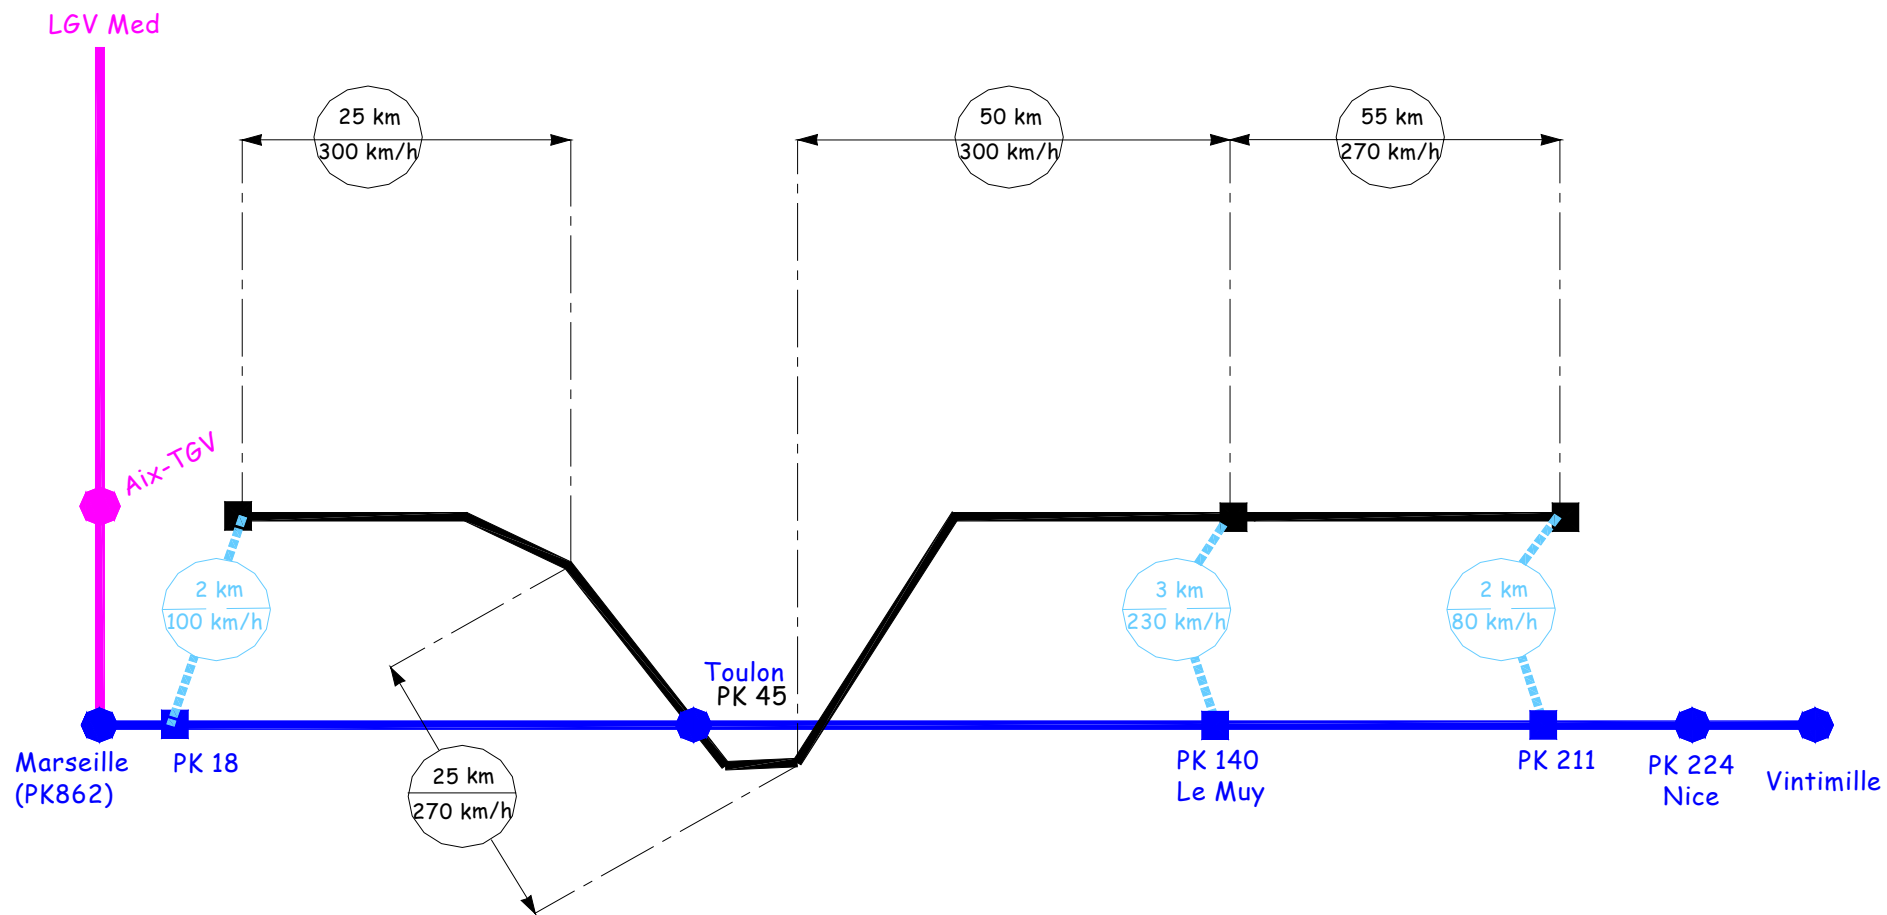 LGV Med
25 km
300 km/h
50 km
300 km/h
55 km
270 km/h
Aix-TGV
2 km
100 km/h
3 km
230 km/h
2 km
80 km/h
Toulon
PK 45
Marseille
(PK862)
PK 18
25 km
270 km/h
PK 140
Le Muy
PK 211
PK 224
Nice
Vintimille